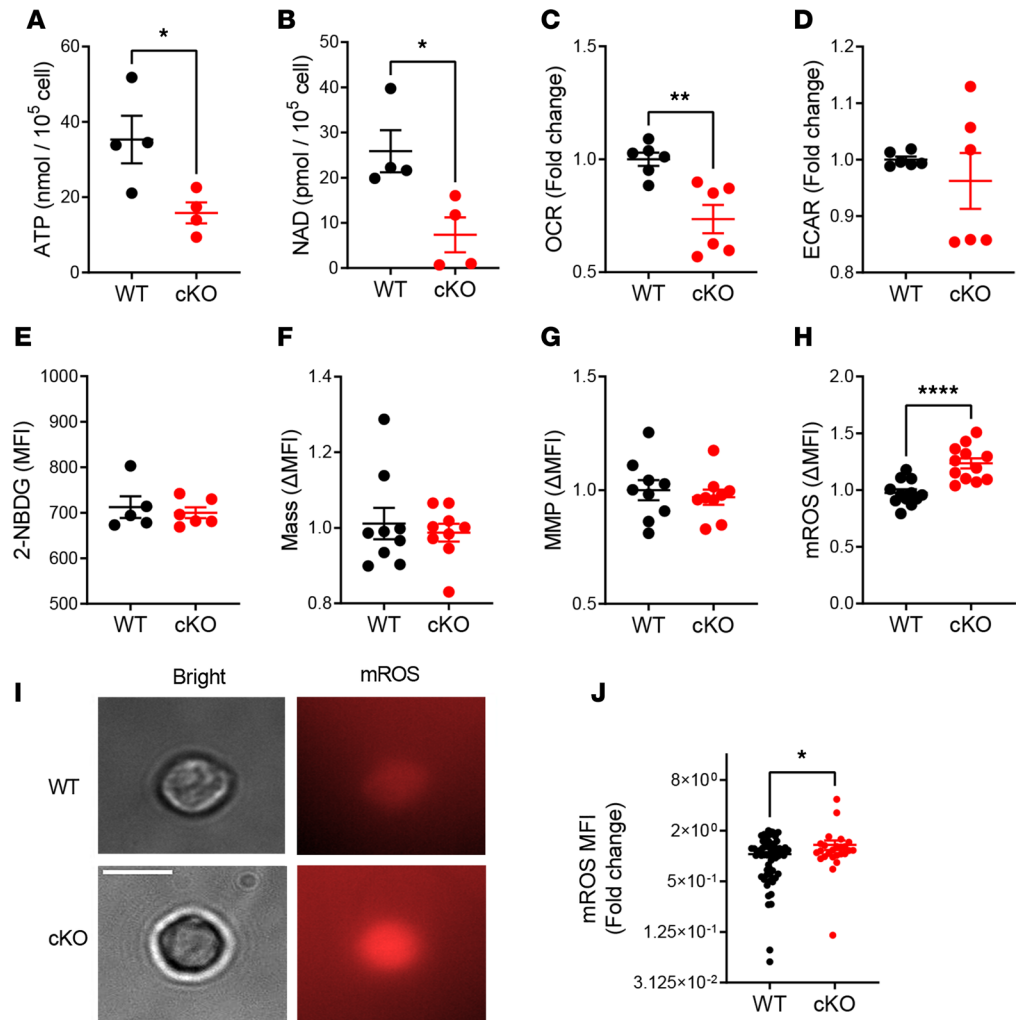 A
ATP (nmol / 10⁵ cell)
60
40
20
0
*
WT
cKO
B
NAD (pmol / 10⁵ cell)
50
40
30
20
10
0
*
WT
cKO
C
OCR (Fold change)
1.5
1.0
0.5
**
WT
cKO
D
ECAR (Fold change)
1.2
1.1
1.0
0.9
0.8
WT
cKO
E
2-NBDG (MFI)
1000
900
800
700
600
500
WT
cKO
F
Mass (ΔMFI)
1.4
1.2
1.0
0.8
WT
cKO
G
MMP (ΔMFI)
1.5
1.0
0.5
WT
cKO
H
mROS (ΔMFI)
2.0
1.5
1.0
0.5
0.0
****
WT
cKO
I
Bright
mROS
WT
cKO
J
mROS MFI
(Fold change)
8×10⁰
2×10⁰
5×10⁻¹
1.25×10⁻¹
3.125×10⁻²
*
WT
cKO